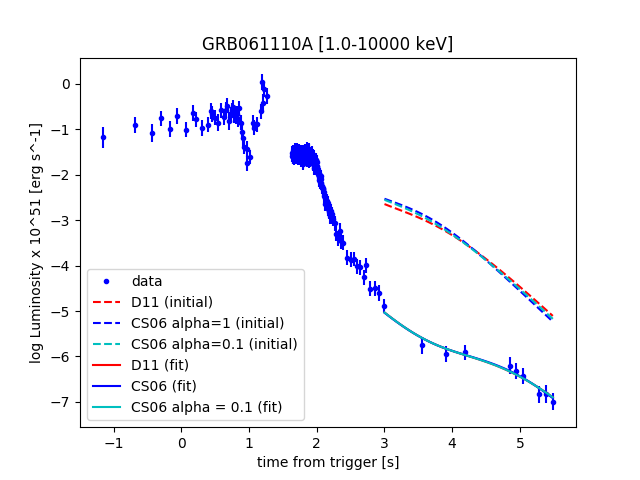 GRB061110A [1.0-10000 keV]
log Luminosity x 10^51 [erg s^-1]
0
−1
−2
−3
−4
−5
−6
−7
data
D11 (initial)
CS06 alpha=1 (initial)
CS06 alpha=0.1 (initial)
D11 (fit)
CS06 (fit)
CS06 alpha = 0.1 (fit)
−1 0 1 2 3 4 5
time from trigger [s]